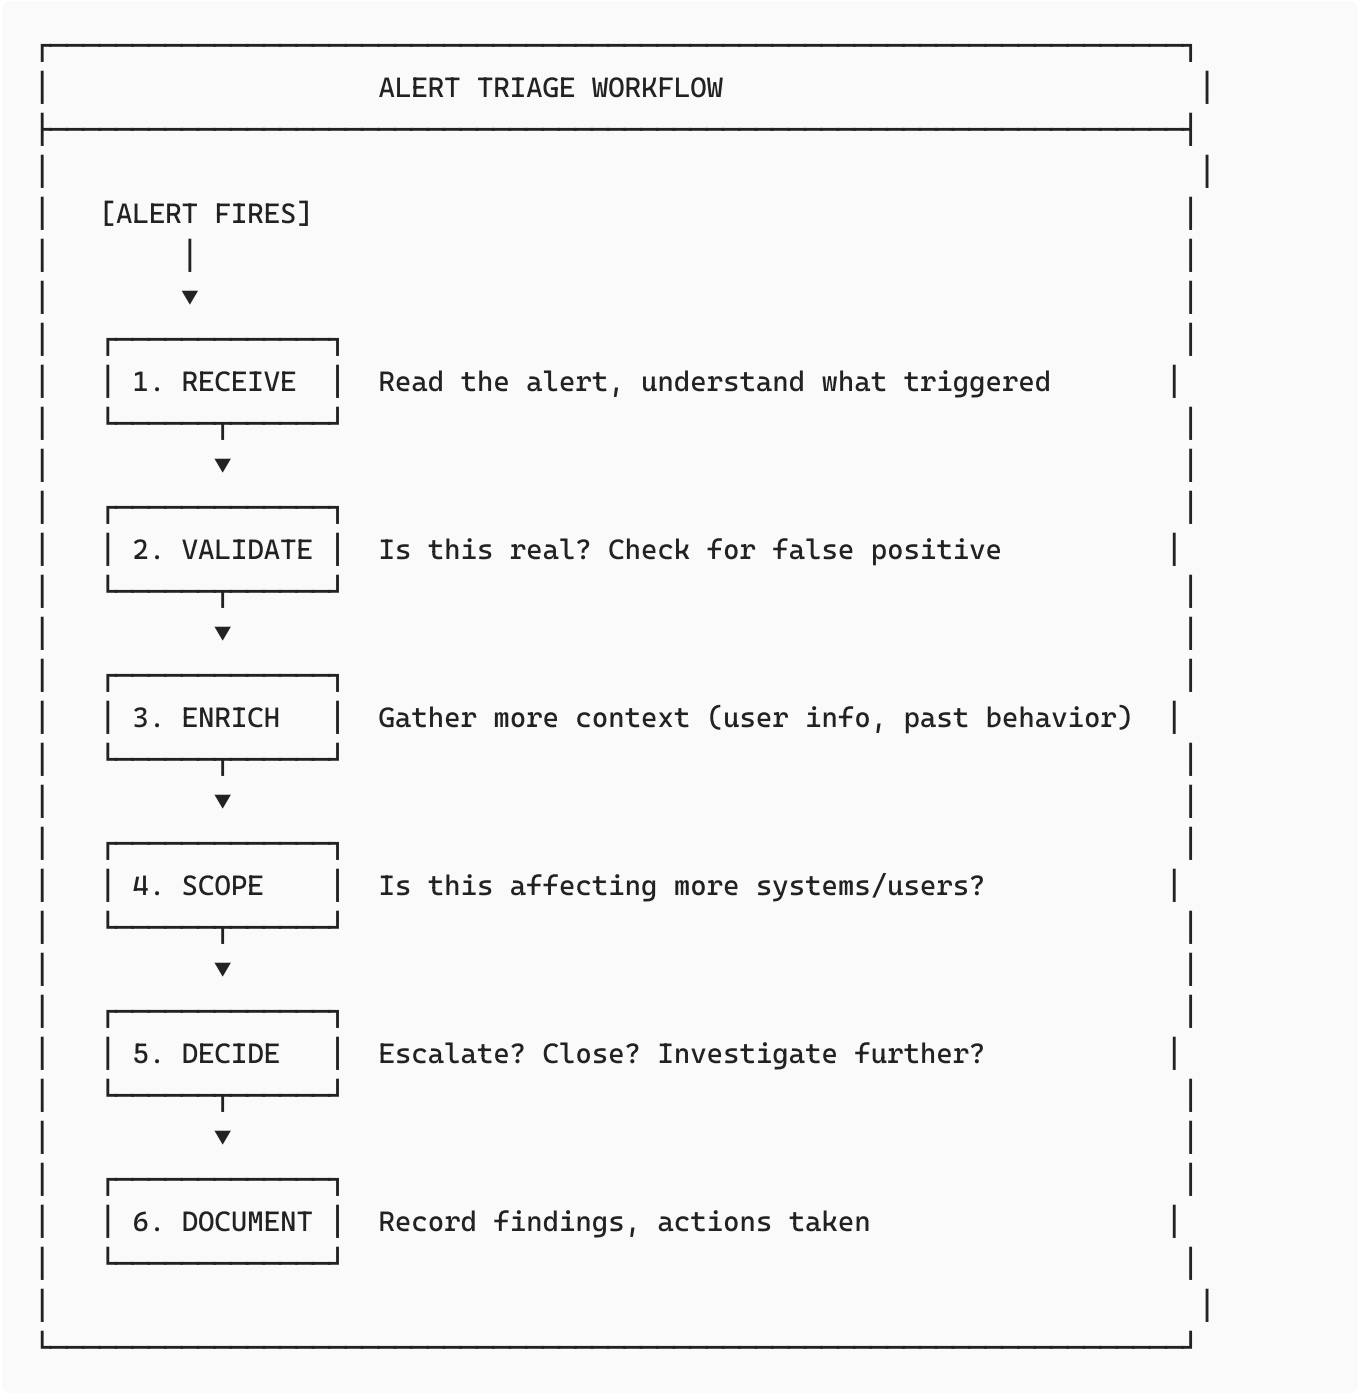 ALERT TRIAGE WORKFLOW
[ALERT FIRES]
1. RECEIVE Read the alert, understand what triggered
2. VALIDATE Is this real? Check for false positive
3. ENRICH Gather more context (user info, past behavior)
4. SCOPE Is this affecting more systems/users?
5. DECIDE Escalate? Close? Investigate further?
6. DOCUMENT Record findings, actions taken